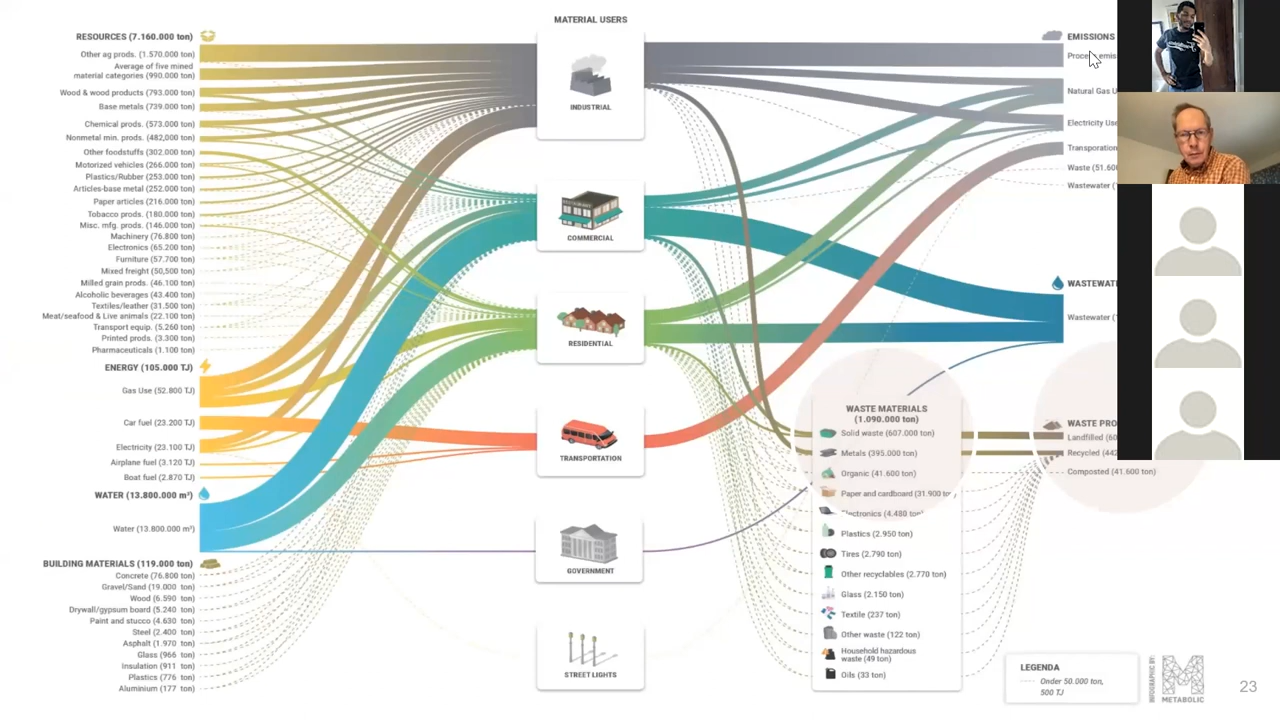 MATERIAL USERS
RESOURCES (7.160.000 ton)
Other ag prods. (1.570.000 ton)
Average of five mined
material categories (990.000 ton)
Wood & wood products (793.000 ton)
Base metals (739.000 ton)
Chemical prods. (573.000 ton)
Nonmetal min. prods. (482,000 ton)
Other foodstuffs (302.000 ton)
Motorized vehicles (266.000 ton)
Plastics/Rubber (253.000 ton)
Articles-base metal (252.000 ton)
Paper articles (216.000 ton)
Tobacco prods. (180.000 ton)
Misc. mfg. prods. (146.000 ton)
Machinery (76.800 ton)
Electronics (65.200 ton)
Furniture (57.700 ton)
Mixed freight (50,500 ton)
Milled grain prods. (46.100 ton)
Alcoholic beverages (43.400 ton)
Textiles/leather (31.500 ton)
Meat/seafood & Live animals (22.100 ton)
Transport equip. (5.260 ton)
Printed prods. (3.300 ton)
Pharmaceuticals (1.100 ton)
ENERGY (105.000 TJ)
Gas Use (52.800 TJ)
Car fuel (23.200 TJ)
Electricity (23.100 TJ)
Airplane fuel (3.120 TJ)
Boat fuel (2.870 TJ)
WATER (13.800.000 m³)
Water (13.800.000 m³)
BUILDING MATERIALS (119.000 ton)
Concrete (76.800 ton)
Gravel/Sand (19.000 ton)
Wood (6.590 ton)
Drywall/gypsum board (5.240 ton)
Paint and stucco (4.630 ton)
Steel (2.400 ton)
Asphalt (1.970 ton)
Glass (966 ton)
Insulation (911 ton)
Plastics (776 ton)
Aluminium (177 ton)
INDUSTRIAL
COMMERCIAL
RESIDENTIAL
TRANSPORTATION
GOVERNMENT
STREET LIGHTS
WASTE MATERIALS
(1.090.000 ton)
Solid waste (607.000 ton)
Metals (395.000 ton)
Organic (41.600 ton)
Paper and cardboard (31.900 ton)
Electronics (4.480 ton)
Plastics (2.950 ton)
Tires (2.790 ton)
Other recyclables (2.770 ton)
Glass (2.150 ton)
Textile (237 ton)
Other waste (122 ton)
Household hazardous
waste (49 ton)
Oils (33 ton)
EMISSIONS
Natural Gas U
Electricity Use
Transporation
Waste (51.60
Wastewater (
WASTEWAT
Wastewater (
WASTE PRO
Landfilled (60
Recycled (442
Composted (41.600 ton)
LEGENDA
Onder 50.000 ton,
500 TJ
INFOGRAPHIC BY:
METABOLIC
23